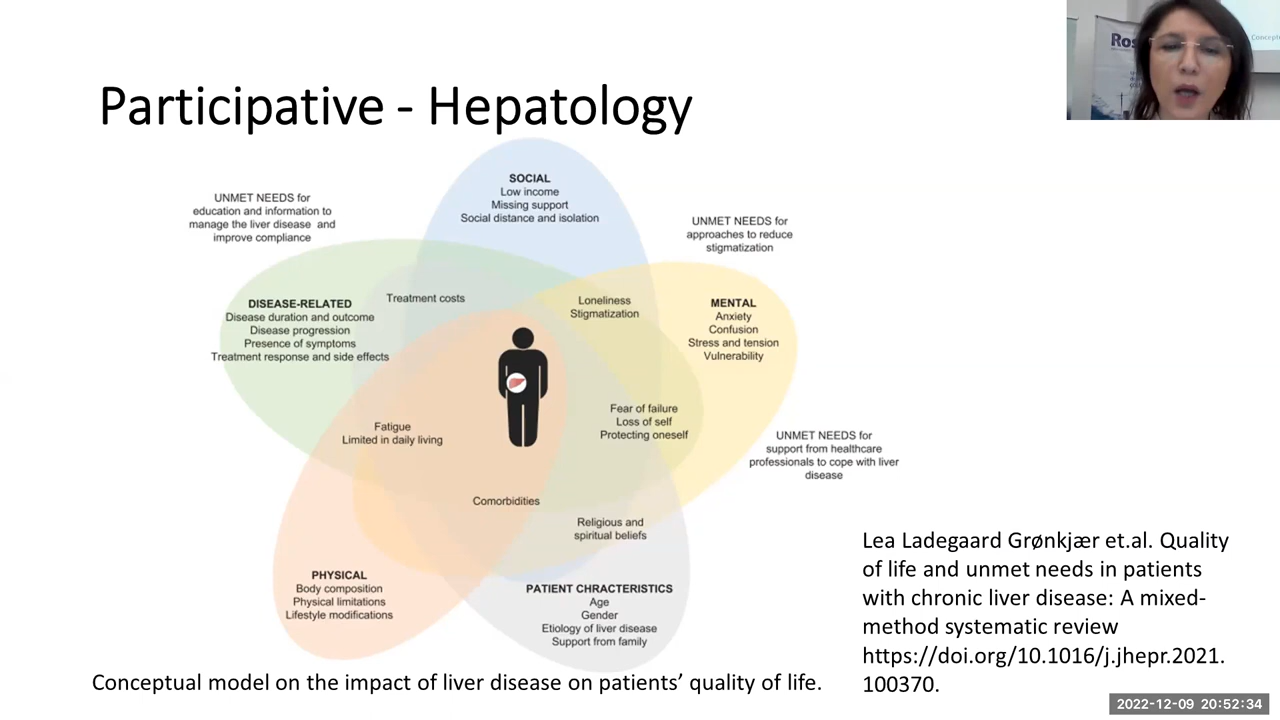 Participative - Hepatology
UNMET NEEDS for
education and information to
manage the liver disease and
improve compliance
SOCIAL
Low income
Missing support
Social distance and isolation
UNMET NEEDS for
approaches to reduce
stigmatization
DISEASE-RELATED
Disease duration and outcome
Disease progression
Presence of symptoms
Treatment response and side effects
Treatment costs
Loneliness
Stigmatization
MENTAL
Anxiety
Confusion
Stress and tension
Vulnerability
Fatigue
Limited in daily living
Fear of failure
Loss of self
Protecting oneself
UNMET NEEDS for
support from healthcare
professionals to cope with liver
disease
Comorbidities
Religious and
spiritual beliefs
PHYSICAL
Body composition
Physical limitations
Lifestyle modifications
PATIENT CHRACTERISTICS
Age
Gender
Etiology of liver disease
Support from family
Conceptual model on the impact of liver disease on patients’ quality of life.
Lea Ladegaard Grønkjær et.al. Quality
of life and unmet needs in patients
with chronic liver disease: A mixed-
method systematic review
https://doi.org/10.1016/j.jhepr.2021.
100370.
2022-12-09 20:52:34